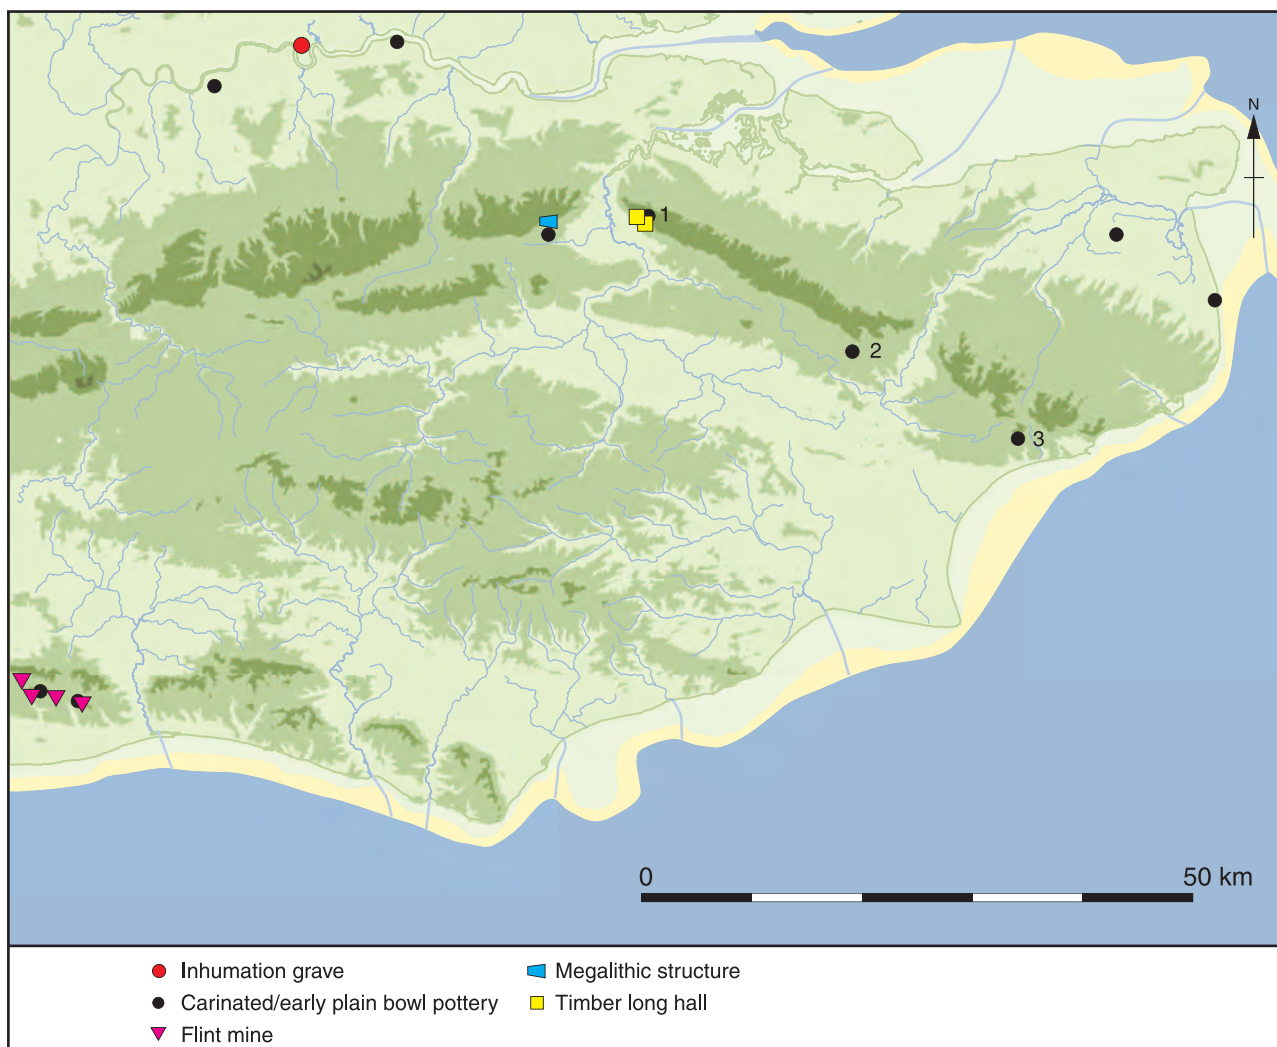 N
1
2
3
0 50 km
Inhumation grave
Megalithic structure
Carinated/early plain bowl pottery
Timber long hall
Flint mine